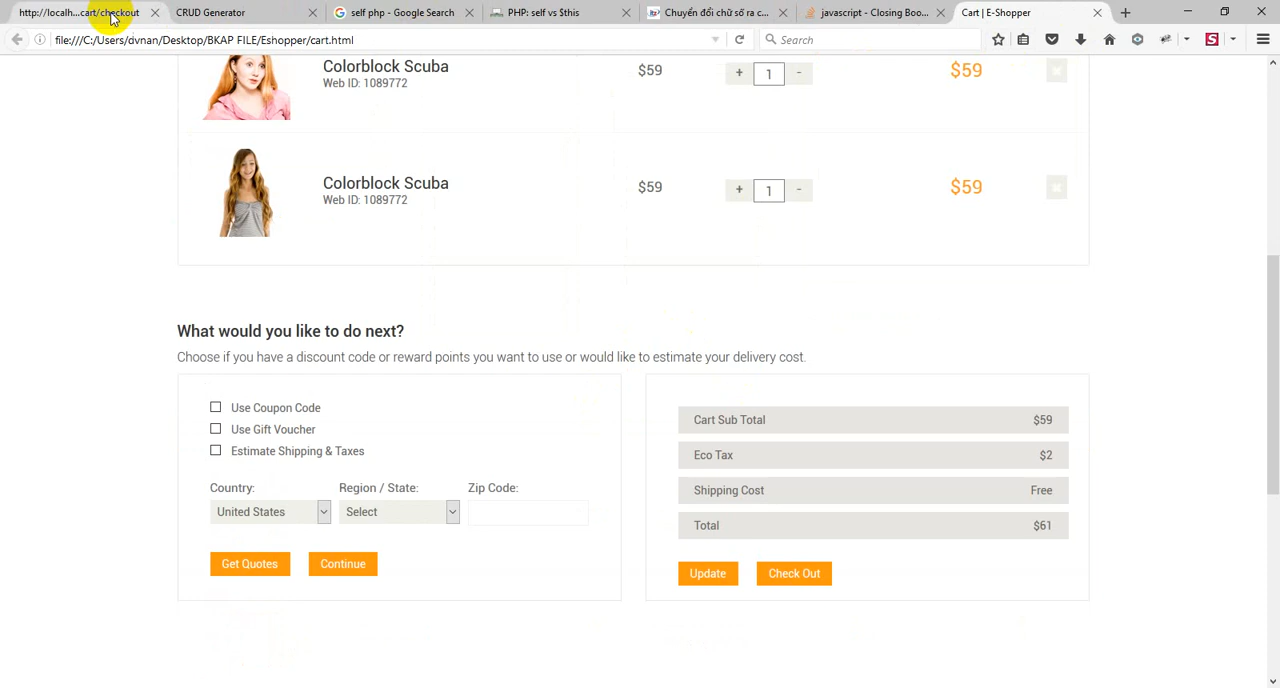 http://localh...cart/checkout
CRUD Generator
self php - Google Search
PHP: self vs $this
Chuyển đổi chữ số ra c...
javascript - Closing Boo...
Cart | E-Shopper
file:///C:/Users/dvnan/Desktop/BKAP FILE/Eshopper/cart.html
Search
Colorblock Scuba
Web ID: 1089772
$59
+ 1 -
$59
Colorblock Scuba
Web ID: 1089772
$59
+ 1 -
$59
What would you like to do next?
Choose if you have a discount code or reward points you want to use or would like to estimate your delivery cost.
Use Coupon Code
Use Gift Voucher
Estimate Shipping & Taxes
Country:
Region / State:
Zip Code:
United States
Select
Get Quotes
Continue
Cart Sub Total $59
Eco Tax $2
Shipping Cost Free
Total $61
Update
Check Out